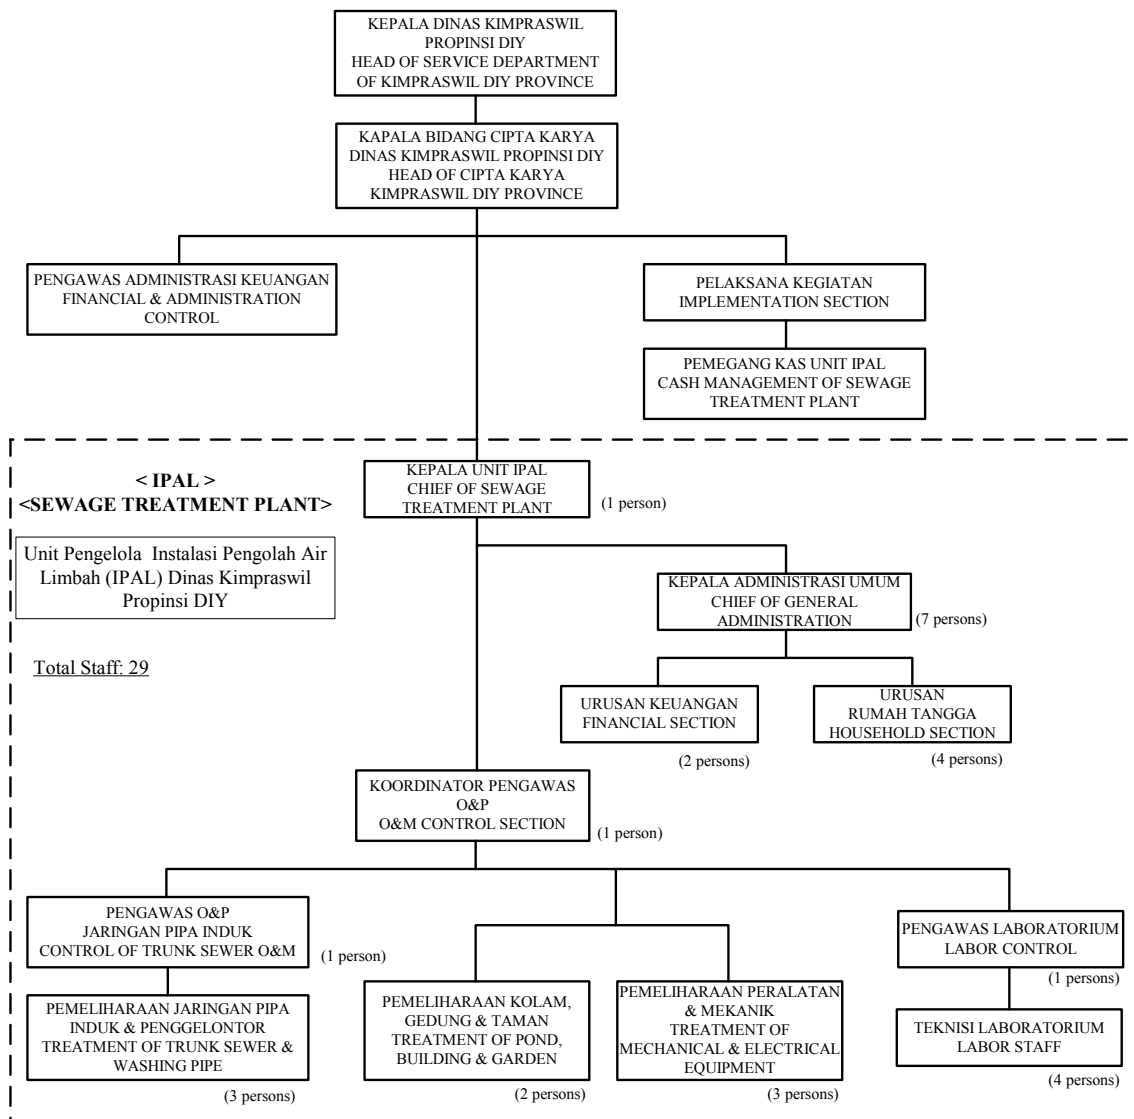 KEPALA DINAS KIMPRASWIL
PROPINSI DIY
HEAD OF SERVICE DEPARTMENT
OF KIMPRASWIL DIY PROVINCE
KAPALA BIDANG CIPTA KARYA
DINAS KIMPRASWIL PROPINSI DIY
HEAD OF CIPTA KARYA
KIMPRASWIL DIY PROVINCE
PENGAWAS ADMINISTRASI KEUANGAN
FINANCIAL & ADMINISTRATION
CONTROL
PELAKSANA KEGIATAN
IMPLEMENTATION SECTION
PEMEGANG KAS UNIT IPAL
CASH MANAGEMENT OF SEWAGE
TREATMENT PLANT
< IPAL >
<SEWAGE TREATMENT PLANT>
Unit Pengelola Instalasi Pengolah Air
Limbah (IPAL) Dinas Kimpraswil
Propinsi DIY
Total Staff: 29
KEPALA UNIT IPAL
CHIEF OF SEWAGE
TREATMENT PLANT
(1 person)
KEPALA ADMINISTRASI UMUM
CHIEF OF GENERAL
ADMINISTRATION
(7 persons)
URUSAN KEUANGAN
FINANCIAL SECTION
(2 persons)
URUSAN
RUMAH TANGGA
HOUSEHOLD SECTION
(4 persons)
KOORDINATOR PENGAWAS
O&P
O&M CONTROL SECTION
(1 person)
PENGAWAS O&P
JARINGAN PIPA INDUK
CONTROL OF TRUNK SEWER O&M
(1 person)
PEMELIHARAAN JARINGAN PIPA
INDUK & PENGGELONTOR
TREATMENT OF TRUNK SEWER &
WASHING PIPE
(3 persons)
PEMELIHARAAN KOLAM,
GEDUNG & TAMAN
TREATMENT OF POND,
BUILDING & GARDEN
(2 persons)
PEMELIHARAAN PERALATAN
& MEKANIK
TREATMENT OF
MECHANICAL & ELECTRICAL
EQUIPMENT
(3 persons)
PENGAWAS LABORATORIUM
LABOR CONTROL
(1 persons)
TEKNISI LABORATORIUM
LABOR STAFF
(4 persons)